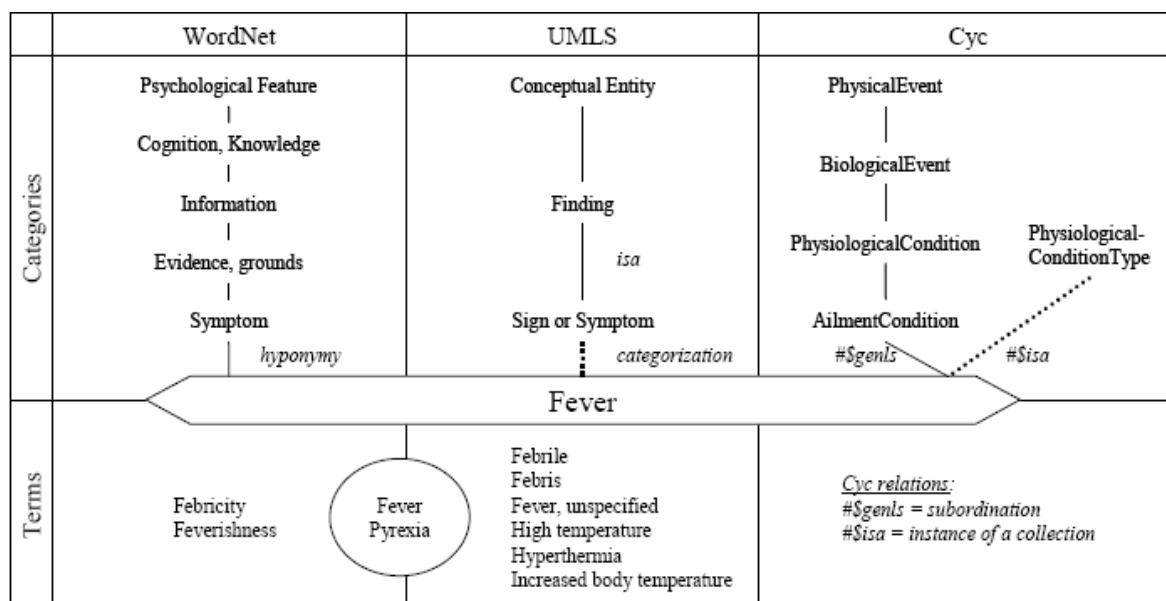 WordNet
UMLS
Cyc
Categories
Psychological Feature
Cognition, Knowledge
Information
Evidence, grounds
Symptom
hyponymy
Conceptual Entity
Finding
isa
Sign or Symptom
categorization
PhysicalEvent
BiologicalEvent
PhysiologicalCondition
Physiological-
ConditionType
AilmentCondition
#$genls
#$isa
Fever
Terms
Febricity
Feverishness
Fever
Pyrexia
Febrile
Febris
Fever, unspecified
High temperature
Hyperthermia
Increased body temperature
Cyc relations:
#$genls = subordination
#$isa = instance of a collection